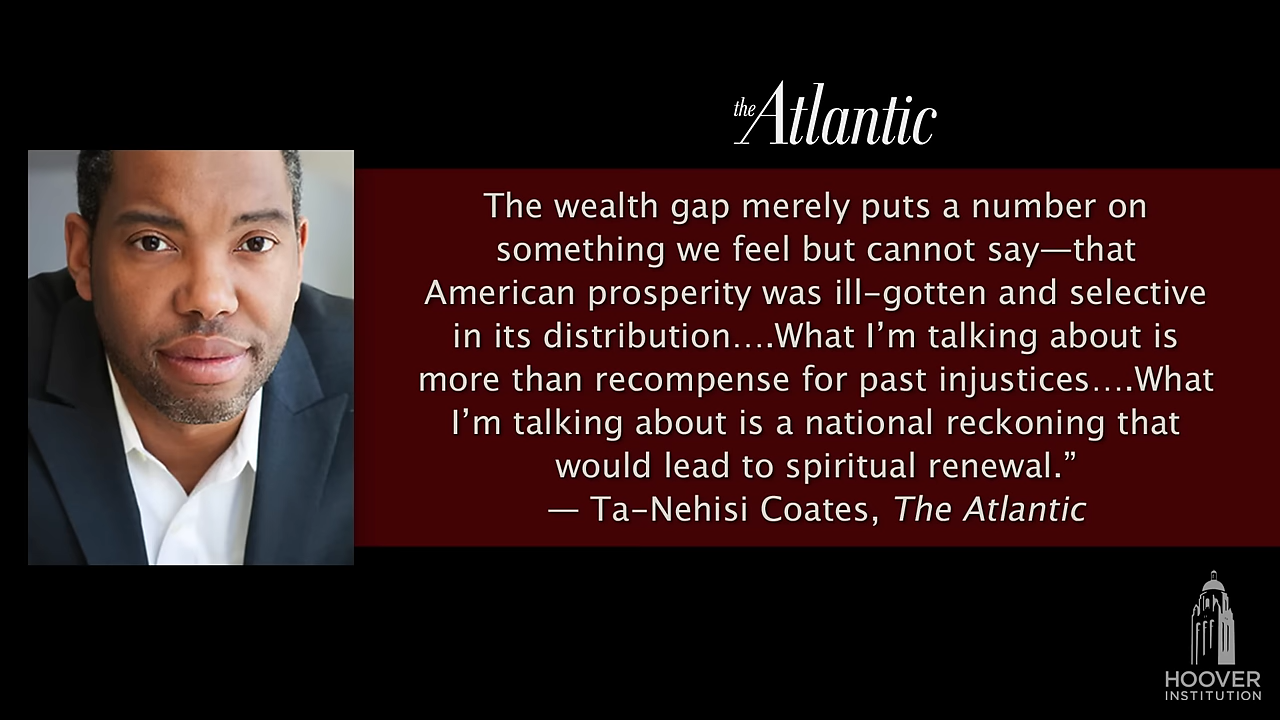 the Atlantic
The wealth gap merely puts a number on
something we feel but cannot say—that
American prosperity was ill-gotten and selective
in its distribution….What I’m talking about is
more than recompense for past injustices….What
I’m talking about is a national reckoning that
would lead to spiritual renewal.”
— Ta-Nehisi Coates, The Atlantic
HOOVER
INSTITUTION